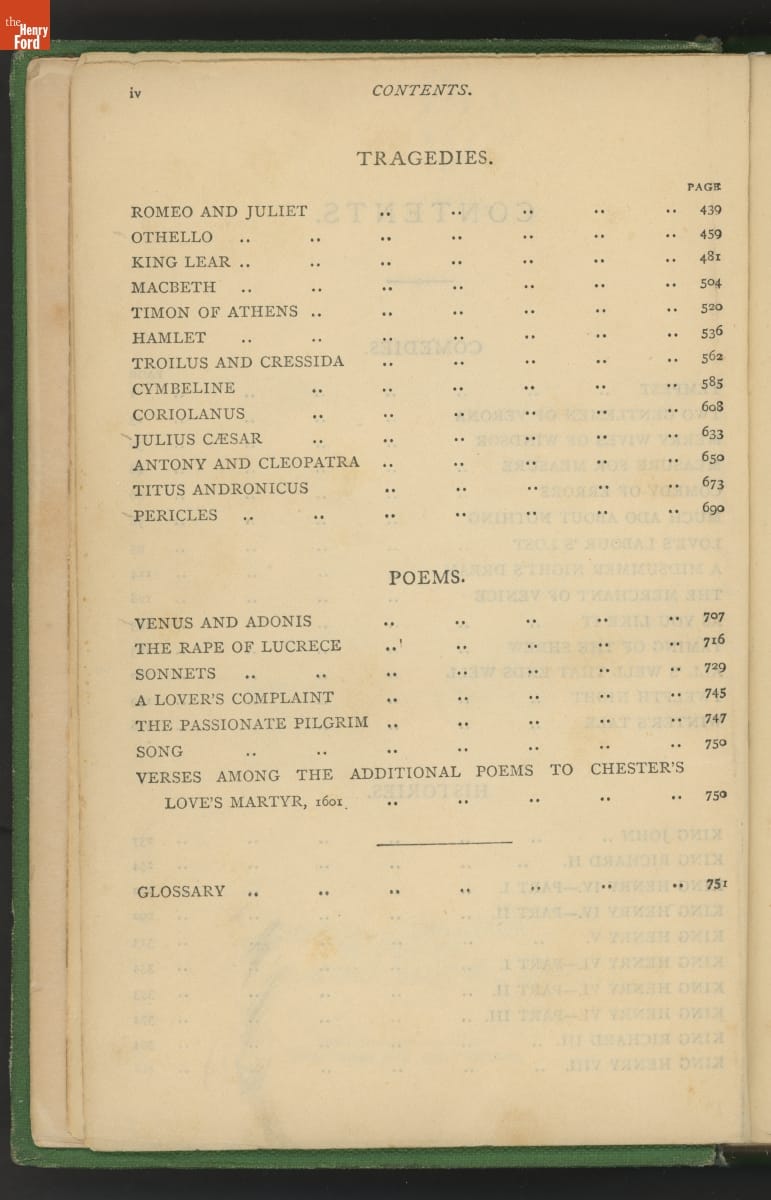 the
Henry
Ford
iv CONTENTS.
TRAGEDIES.
PAGE
ROMEO AND JULIET .. .. .. .. .. 439
OTHELLO .. .. .. .. .. .. .. 459
KING LEAR .. .. .. .. .. .. .. 481
MACBETH .. .. .. .. .. .. .. 504
TIMON OF ATHENS .. .. .. .. .. .. 520
HAMLET .. .. .. .. .. .. .. 536
TROILUS AND CRESSIDA .. .. .. .. .. 562
CYMBELINE .. .. .. .. .. .. 585
CORIOLANUS .. .. .. .. .. .. 608
JULIUS CÆSAR .. .. .. .. .. .. 633
ANTONY AND CLEOPATRA .. .. .. .. .. 650
TITUS ANDRONICUS .. .. .. .. .. 673
PERICLES .. .. .. .. .. .. .. 690
POEMS.
VENUS AND ADONIS .. .. .. .. .. 707
THE RAPE OF LUCRECE .. .. .. .. .. 716
SONNETS .. .. .. .. .. .. .. 729
A LOVER'S COMPLAINT .. .. .. .. .. 745
THE PASSIONATE PILGRIM .. .. .. .. .. 747
SONG .. .. .. .. .. .. .. 750
VERSES AMONG THE ADDITIONAL POEMS TO CHESTER'S
LOVE'S MARTYR, 1601. .. .. .. .. .. 750
GLOSSARY .. .. .. .. .. .. .. 751